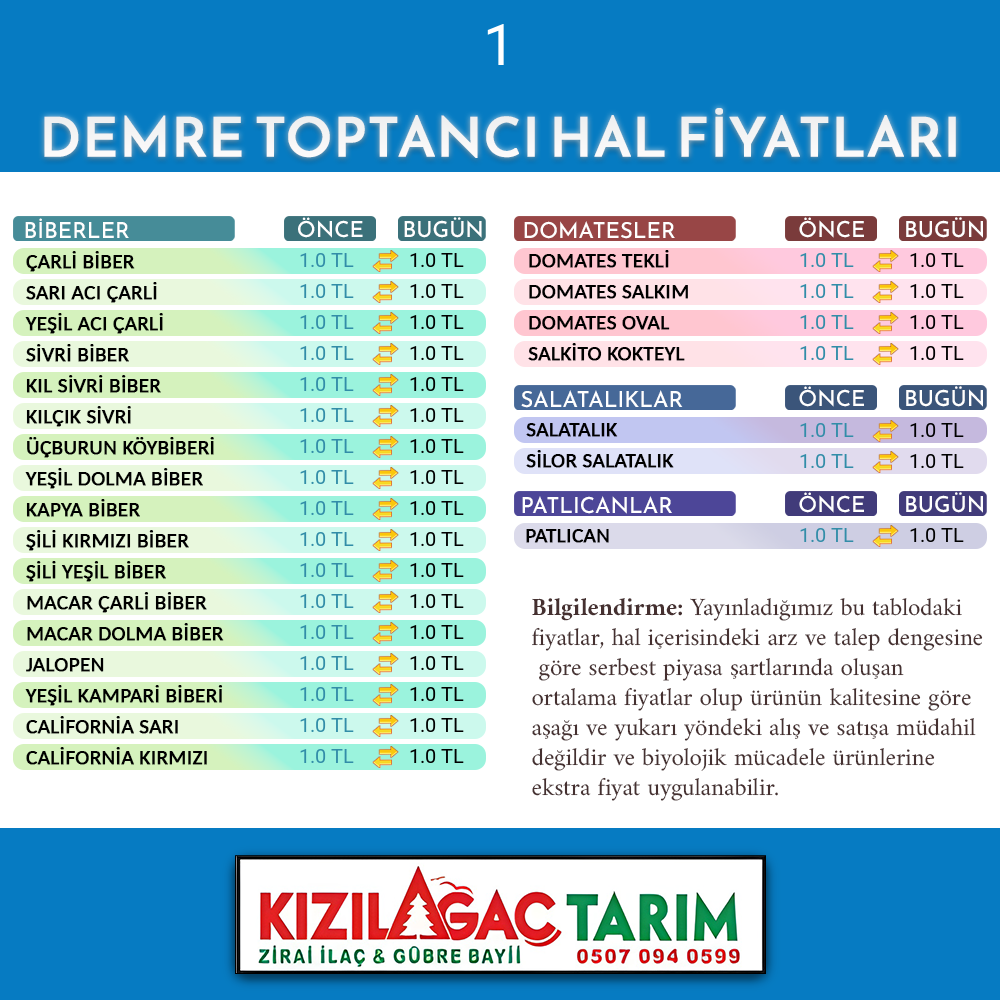 1
DEMRE TOPTANCI HAL FİYATLARI
BİBERLER ÖNCE BUGÜN
ÇARLİ BİBER 1.0 TL 1.0 TL
SARI ACI ÇARLİ 1.0 TL 1.0 TL
YEŞİL ACI ÇARLİ 1.0 TL 1.0 TL
SİVRİ BİBER 1.0 TL 1.0 TL
KIL SİVRİ BİBER 1.0 TL 1.0 TL
KILÇIK SİVRİ 1.0 TL 1.0 TL
ÜÇBURUN KÖYBİBERİ 1.0 TL 1.0 TL
YEŞİL DOLMA BİBER 1.0 TL 1.0 TL
KAPYA BİBER 1.0 TL 1.0 TL
ŞİLİ KIRMIZI BİBER 1.0 TL 1.0 TL
ŞİLİ YEŞİL BİBER 1.0 TL 1.0 TL
MACAR ÇARLİ BİBER 1.0 TL 1.0 TL
MACAR DOLMA BİBER 1.0 TL 1.0 TL
JALOPEN 1.0 TL 1.0 TL
YEŞİL KAMPARİ BİBERİ 1.0 TL 1.0 TL
CALİFORNİA SARI 1.0 TL 1.0 TL
CALİFORNİA KIRMIZI 1.0 TL 1.0 TL
DOMATESLER ÖNCE BUGÜN
DOMATES TEKLİ 1.0 TL 1.0 TL
DOMATES SALKIM 1.0 TL 1.0 TL
DOMATES OVAL 1.0 TL 1.0 TL
SALKİTO KOKTEYL 1.0 TL 1.0 TL
SALATALIKLAR ÖNCE BUGÜN
SALATALIK 1.0 TL 1.0 TL
SİLOR SALATALIK 1.0 TL 1.0 TL
PATLICANLAR ÖNCE BUGÜN
PATLICAN 1.0 TL 1.0 TL
Bilgilendirme: Yayınladığımız bu tablodaki
fiyatlar, hal içerisindeki arz ve talep dengesine
göre serbest piyasa şartlarında oluşan
ortalama fiyatlar olup ürünün kalitesine göre
aşağı ve yukarı yöndeki alış ve satışa müdahil
değildir ve biyolojik mücadele ürünlerine
ekstra fiyat uygulanabilir.
KIZILAĞAÇ TARIM
ZİRAİ İLAÇ & GÜBRE BAYİİ 0507 094 0599